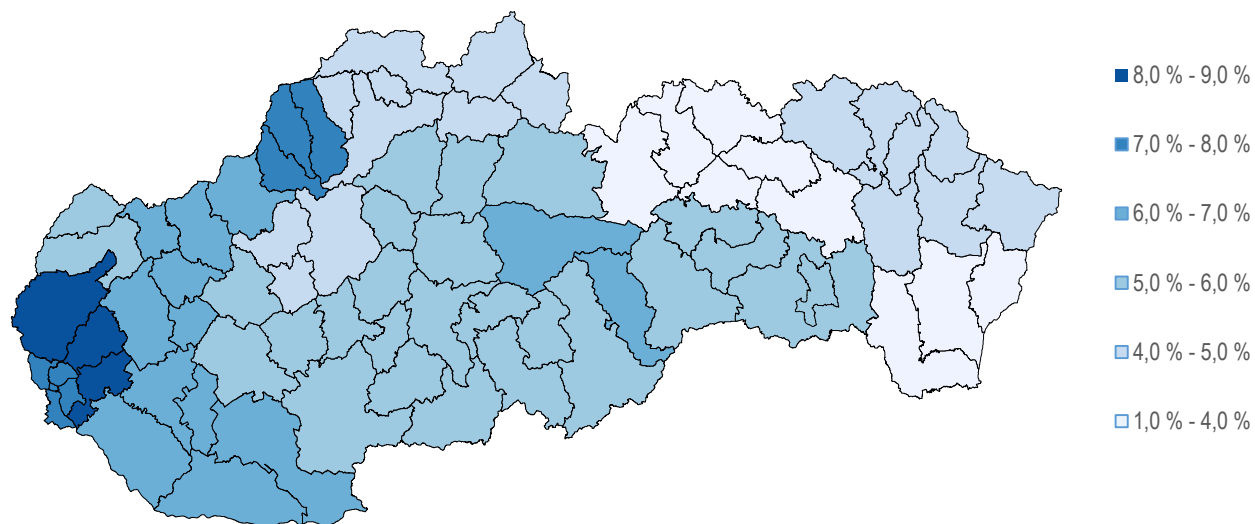 8,0 % - 9,0 %
7,0 % - 8,0 %
6,0 % - 7,0 %
5,0 % - 6,0 %
4,0 % - 5,0 %
1,0 % - 4,0 %